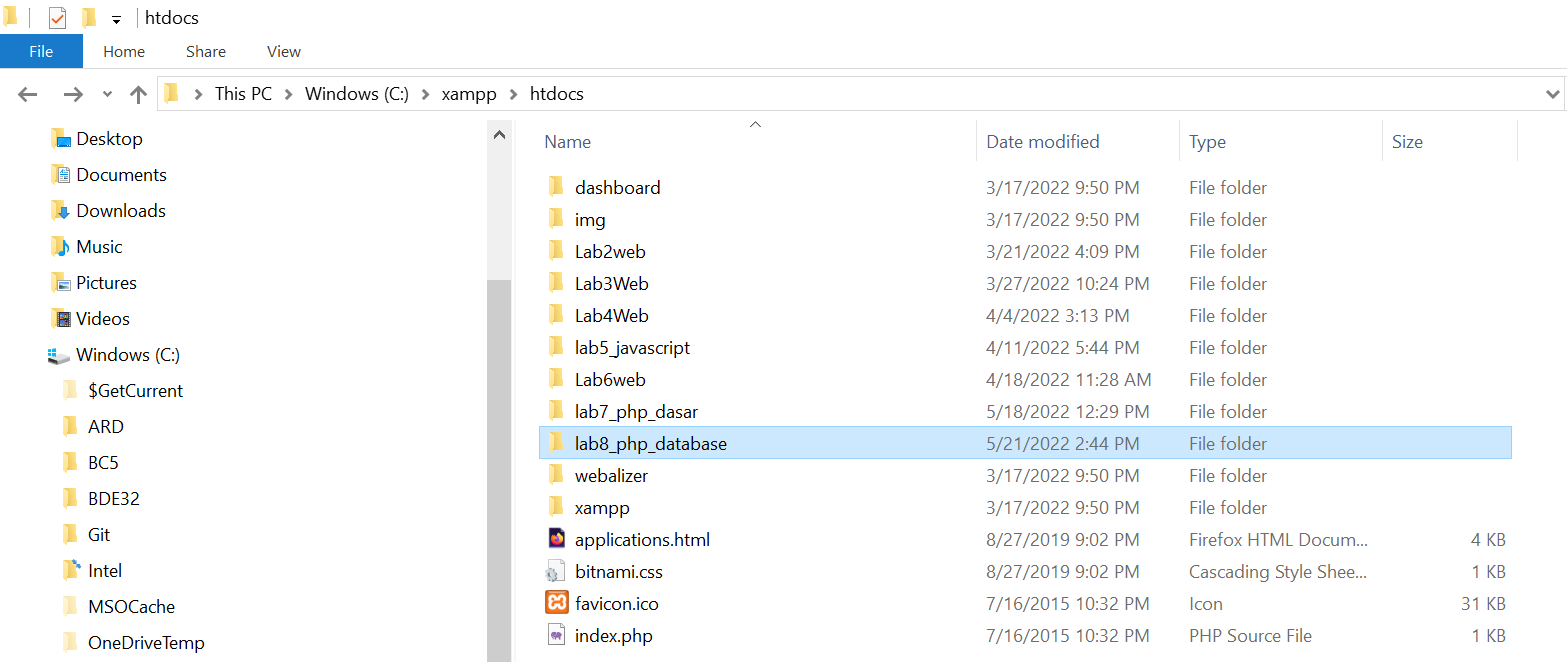 htdocs
File Home Share View
This PC Windows (C:) xampp htdocs
Desktop
Documents
Downloads
Music
Pictures
Videos
Windows (C:)
$GetCurrent
ARD
BC5
BDE32
Git
Intel
MSOCache
OneDriveTemp
Name Date modified Type Size
dashboard 3/17/2022 9:50 PM File folder
img 3/17/2022 9:50 PM File folder
Lab2web 3/21/2022 4:09 PM File folder
Lab3Web 3/27/2022 10:24 PM File folder
Lab4Web 4/4/2022 3:13 PM File folder
lab5_javascript 4/11/2022 5:44 PM File folder
Lab6web 4/18/2022 11:28 AM File folder
lab7_php_dasar 5/18/2022 12:29 PM File folder
lab8_php_database 5/21/2022 2:44 PM File folder
webalizer 3/17/2022 9:50 PM File folder
xampp 3/17/2022 9:50 PM File folder
applications.html 8/27/2019 9:02 PM Firefox HTML Docum... 4 KB
bitnami.css 8/27/2019 9:02 PM Cascading Style Shee... 1 KB
favicon.ico 7/16/2015 10:32 PM Icon 31 KB
index.php 7/16/2015 10:32 PM PHP Source File 1 KB